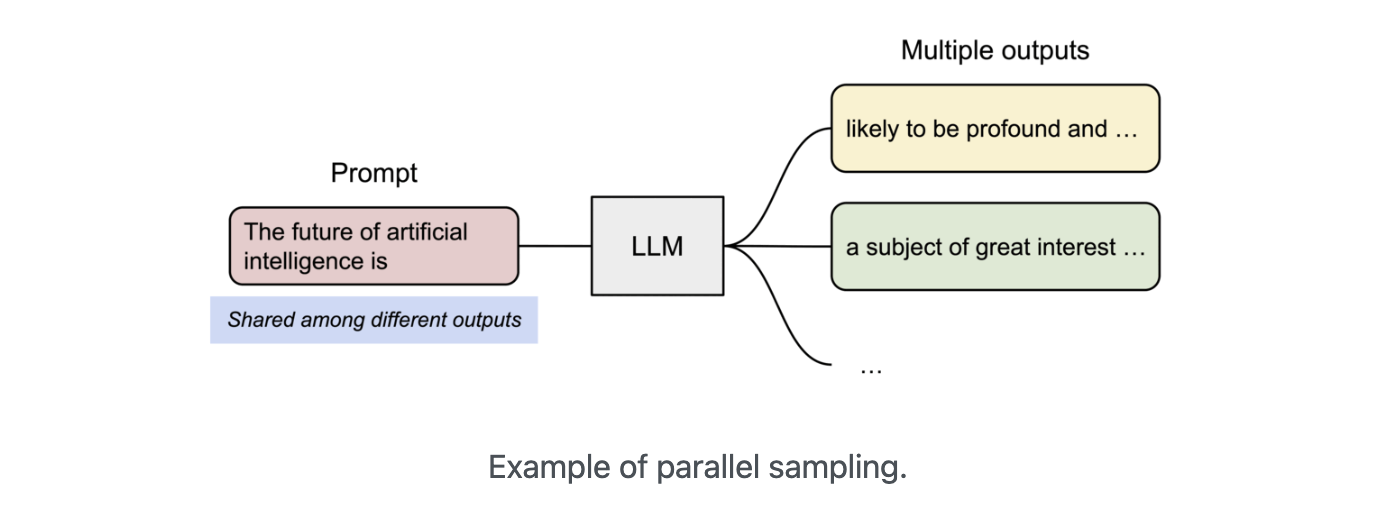 Multiple outputs
likely to be profound and …
Prompt
The future of artificial
intelligence is
LLM
a subject of great interest …
Shared among different outputs
…
Example of parallel sampling.